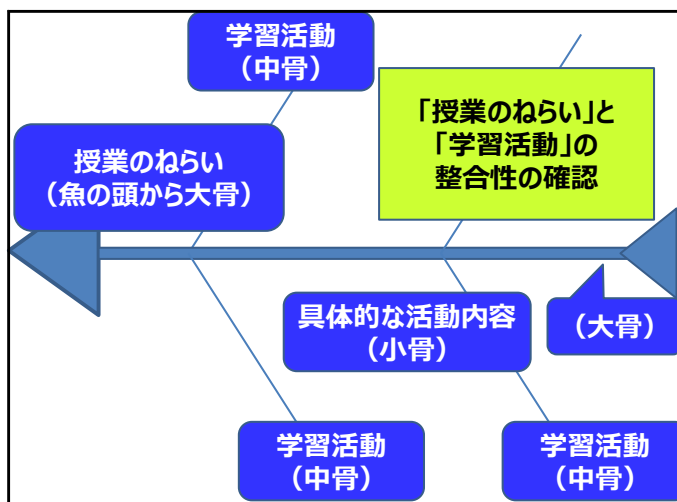 学習活動
（中骨）
授業のねらい
（魚の頭から大骨）
「授業のねらい」と
「学習活動」の
整合性の確認
具体的な活動内容
（小骨）
（大骨）
学習活動
（中骨）
学習活動
（中骨）